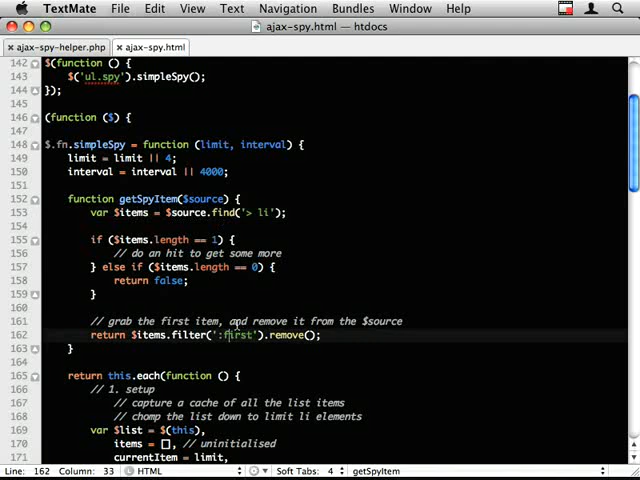 TextMate File Edit View Text Navigation Bundles Window Help
ajax-spy.html — htdocs
ajax-spy-helper.php ajax-spy.html
142 $(function () {
143 $('ul.spy').simpleSpy();
144 });
145
146 (function ($) {
147
148 $.fn.simpleSpy = function (limit, interval) {
149 limit = limit || 4;
150 interval = interval || 4000;
151
152 function getSpyItem($source) {
153 var $items = $source.find('> li');
154
155 if ($items.length == 1) {
156 // do an hit to get some more
157 } else if ($items.length == 0) {
158 return false;
159 }
160
161 // grab the first item, and remove it from the $source
162 return $items.filter(':first').remove();
163 }
164
165 return this.each(function () {
166 // 1. setup
167 // capture a cache of all the list items
168 // chomp the list down to limit li elements
169 var $list = $(this),
170 items = [], // uninitialised
171 currentItem = limit,
Line: 162 Column: 33 HTML Soft Tabs: 4 getSpyItem